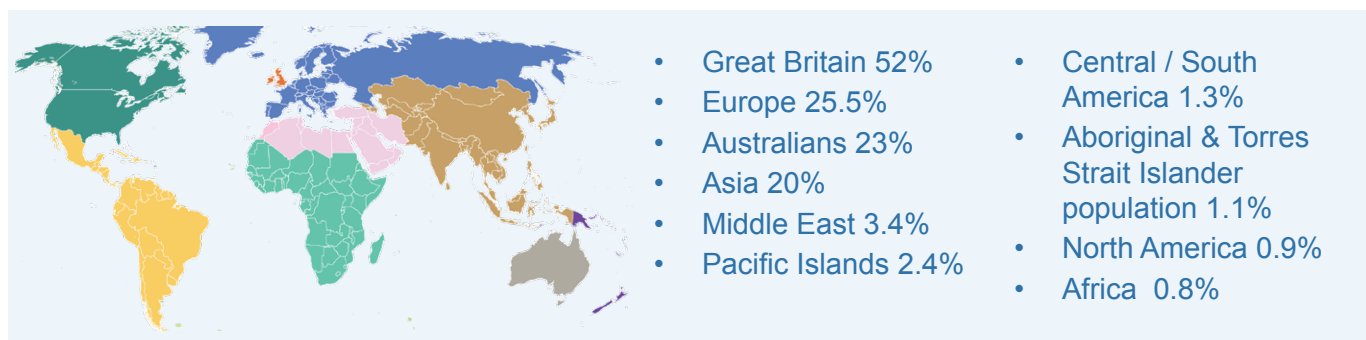 • Great Britain 52%
• Europe 25.5%
• Australians 23%
• Asia 20%
• Middle East 3.4%
• Pacific Islands 2.4%
• Central / South
America 1.3%
• Aboriginal & Torres
Strait Islander
population 1.1%
• North America 0.9%
• Africa  0.8%